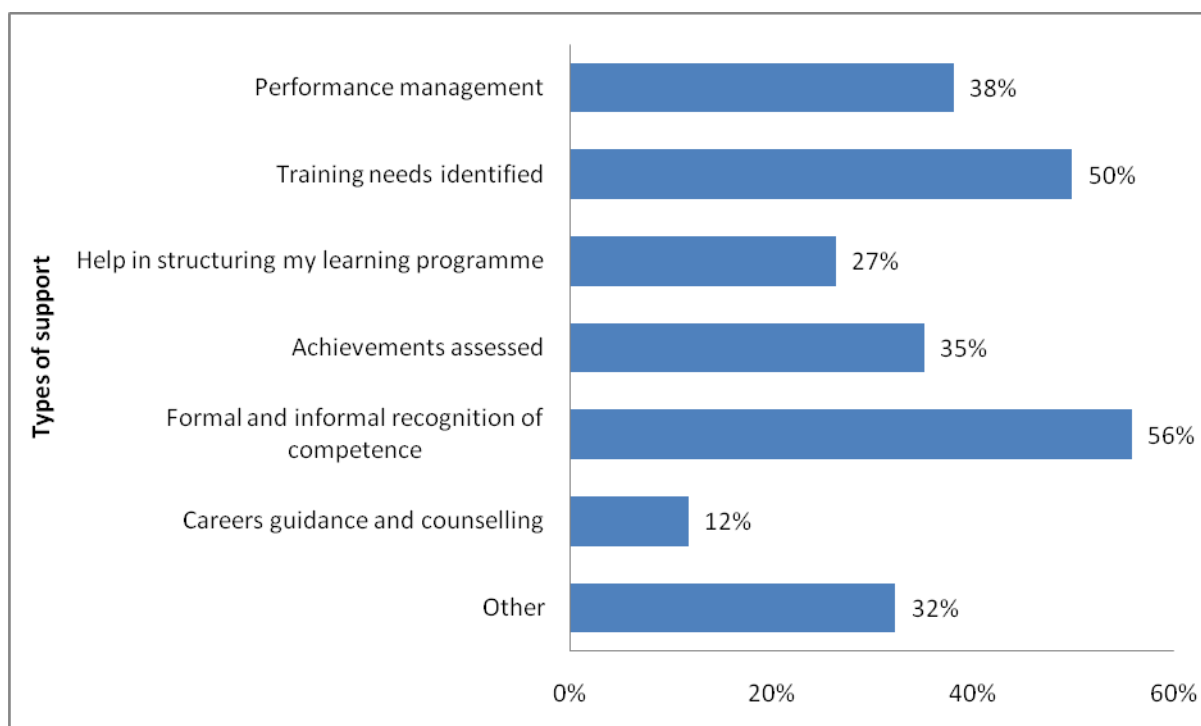 Types of support
Performance management
38%
Training needs identified
50%
Help in structuring my learning programme
27%
Achievements assessed
35%
Formal and informal recognition of
competence
56%
Careers guidance and counselling
12%
Other
32%
0%
20%
40%
60%